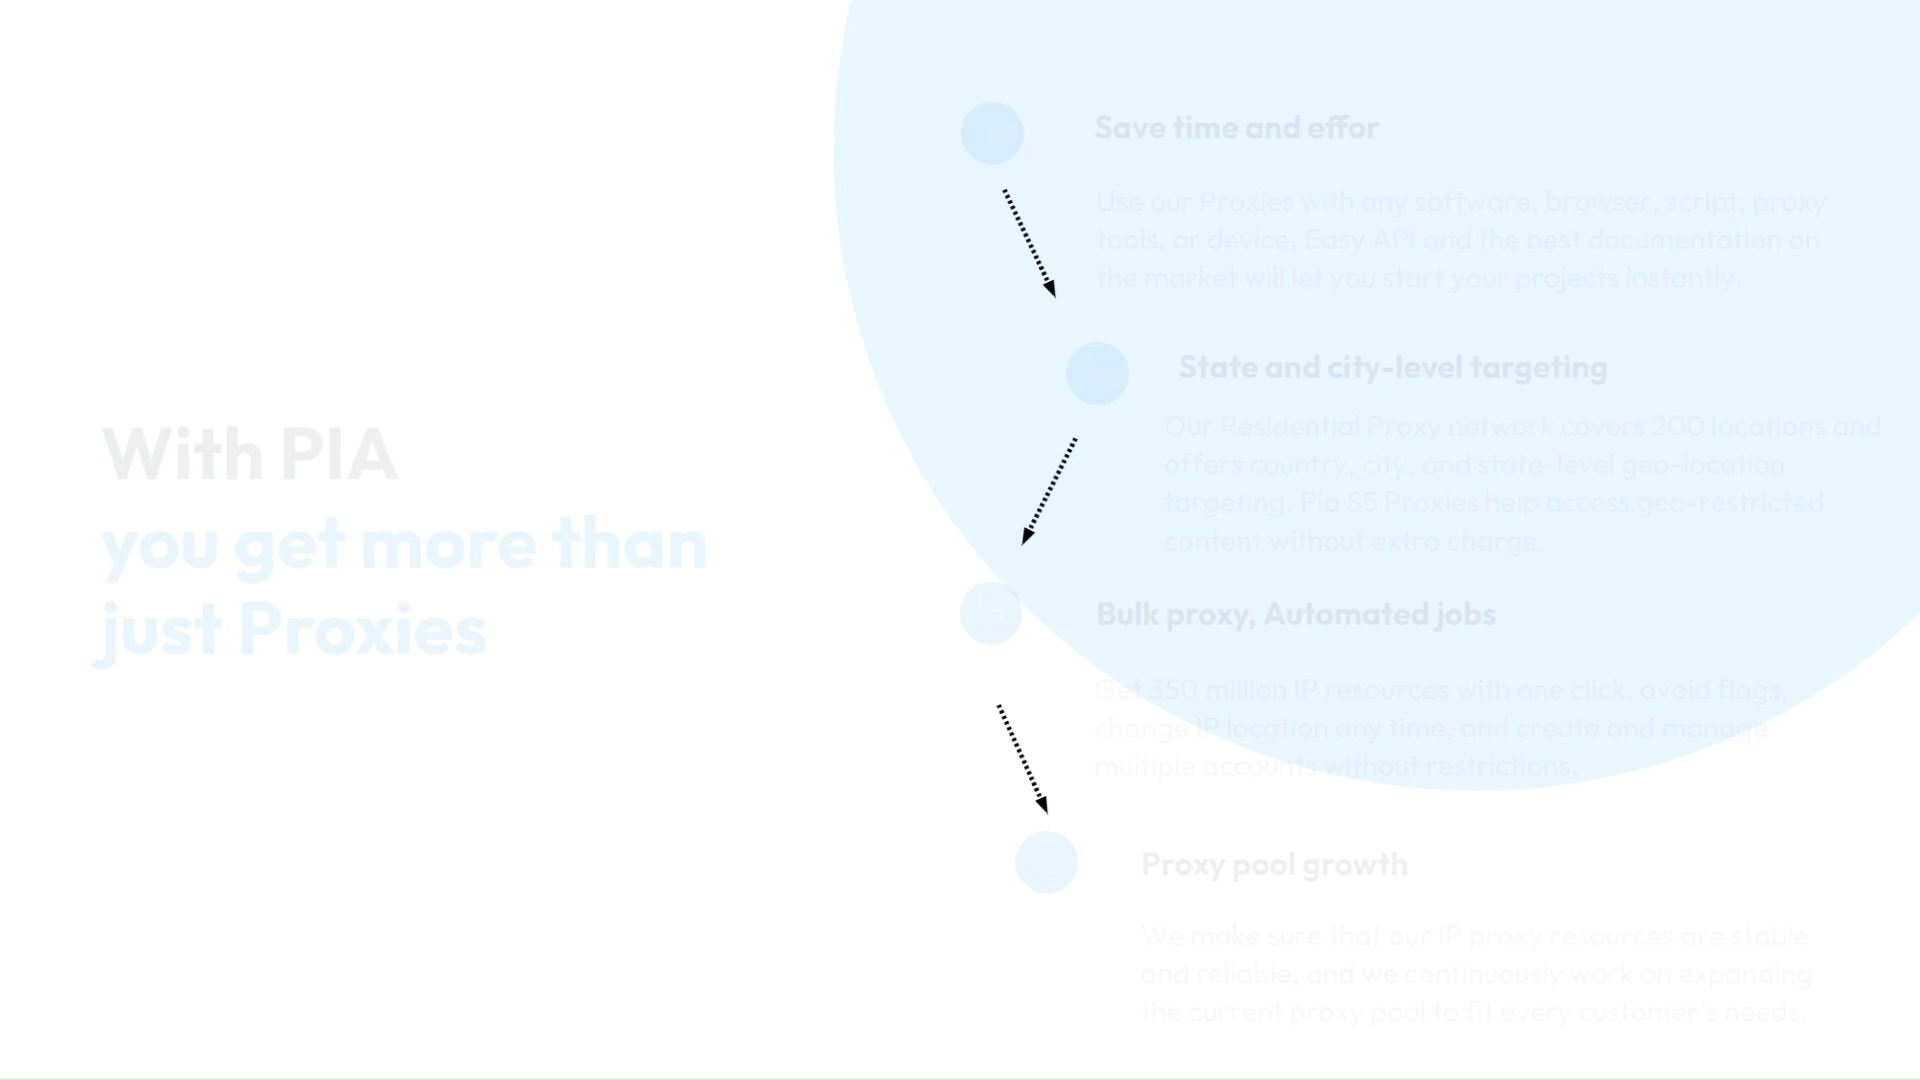 With PIA
you get more than
just Proxies
Save time and effor
Use our Proxies with any software, browser, script, proxy
tools, or device. Easy API and the best documentation on
the market will let you start your projects instantly.
State and city-level targeting
Our Residential Proxy network covers 200 locations and
offers country, city, and state-level geo-location
targeting. Pia S5 Proxies help access geo-restricted
content without extra charge.
Bulk proxy, Automated jobs
Get 350 million IP resources with one click, avoid flags,
change IP location any time, and create and manage
multiple accounts without restrictions.
Proxy pool growth
We make sure that our IP proxy resources are stable
and reliable, and we continuously work on expanding
the current proxy pool to fit every customer's needs.